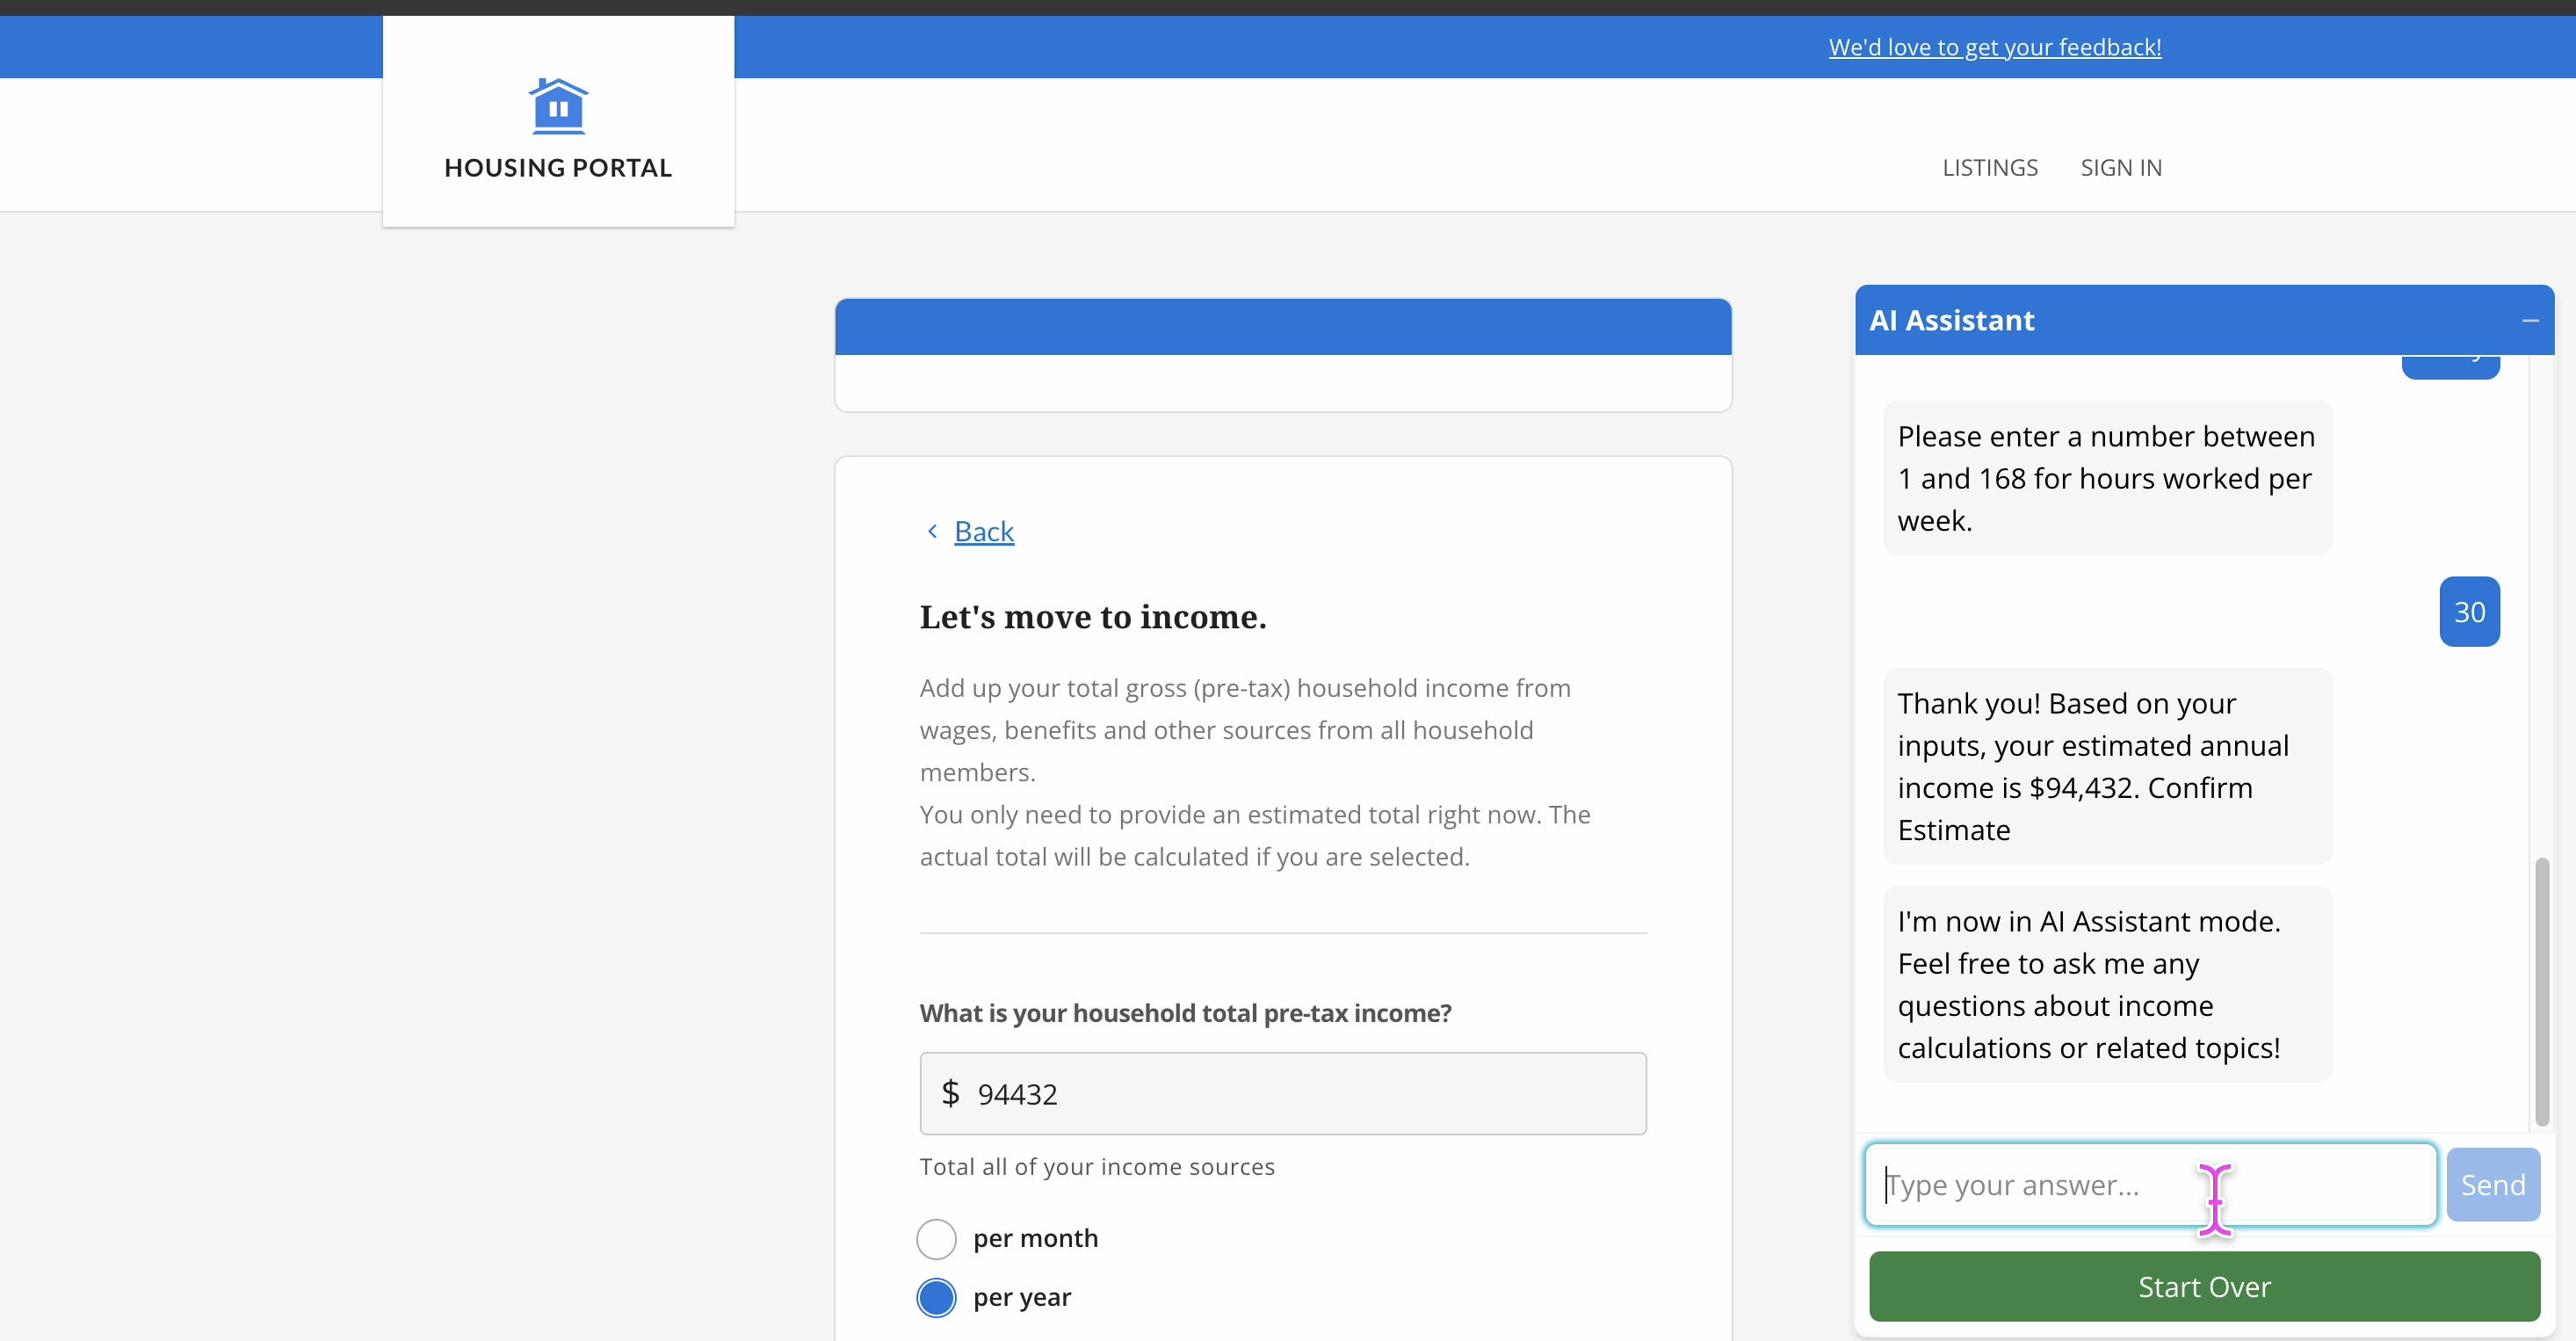 We'd love to get your feedback!
HOUSING PORTAL
LISTINGS
SIGN IN
Back
Let's move to income.
Add up your total gross (pre-tax) household income from
wages, benefits and other sources from all household
members.
You only need to provide an estimated total right now. The
actual total will be calculated if you are selected.
What is your household total pre-tax income?
$ 94432
Total all of your income sources
per month
per year
AI Assistant
Please enter a number between
1 and 168 for hours worked per
week.
30
Thank you! Based on your
inputs, your estimated annual
income is $94,432. Confirm
Estimate
I'm now in AI Assistant mode.
Feel free to ask me any
questions about income
calculations or related topics!
Type your answer...
Send
Start Over